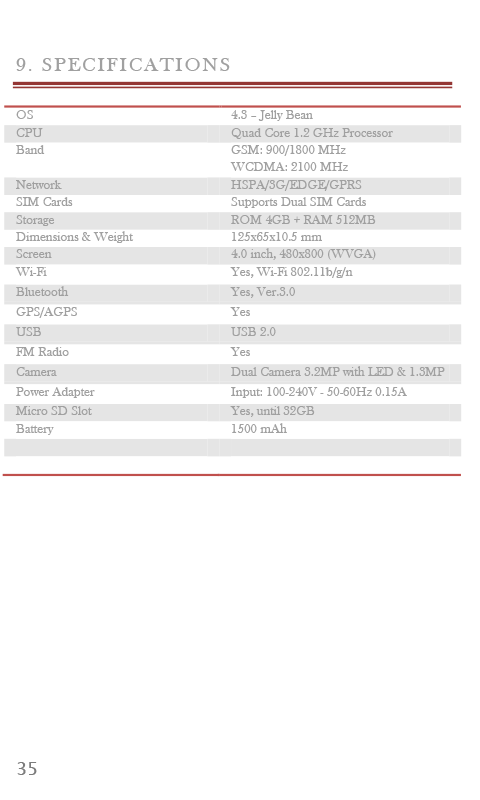 9. SPECIFICATIONS
OS 4.3 – Jelly Bean
CPU Quad Core 1.2 GHz Processor
Band GSM: 900/1800 MHz
WCDMA: 2100 MHz
Network HSPA/3G/EDGE/GPRS
SIM Cards Supports Dual SIM Cards
Storage ROM 4GB + RAM 512MB
Dimensions & Weight 125x65x10.5 mm
Screen 4.0 inch, 480x800 (WVGA)
Wi-Fi Yes, Wi-Fi 802.11b/g/n
Bluetooth Yes, Ver.3.0
GPS/AGPS Yes
USB USB 2.0
FM Radio Yes
Camera Dual Camera 3.2MP with LED & 1.3MP
Power Adapter Input: 100-240V - 50-60Hz 0.15A
Micro SD Slot Yes, until 32GB
Battery 1500 mAh
35